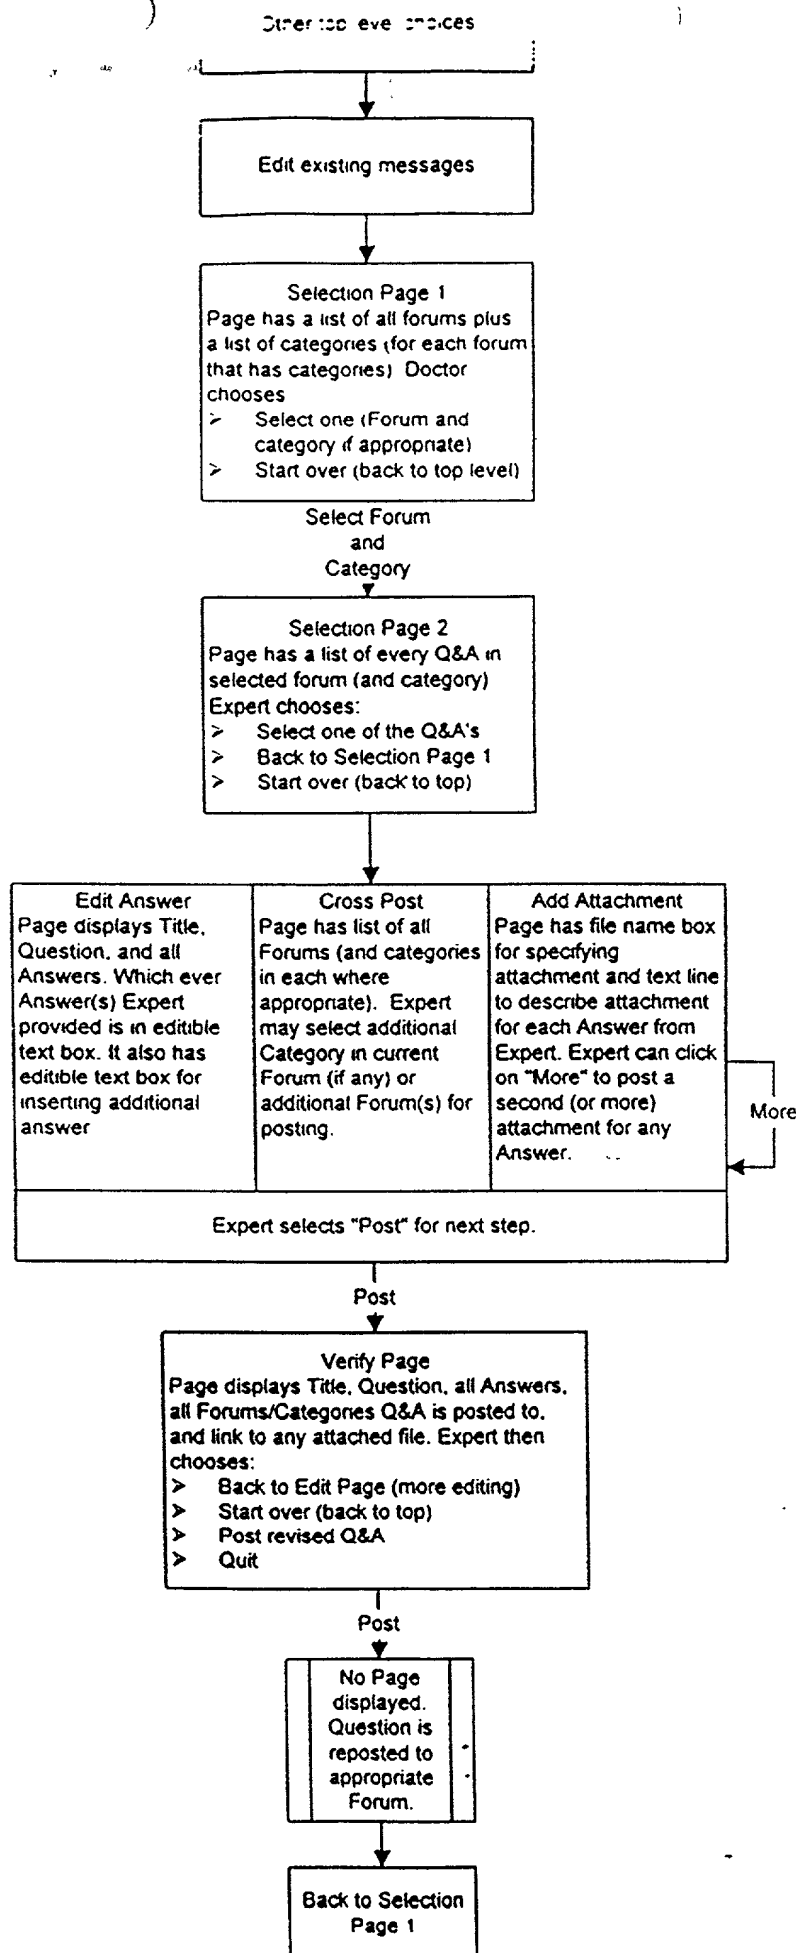 Other top level choices
Edit existing messages
Selection Page 1
Page has a list of all forums plus
a list of categories (for each forum
that has categories) Doctor
chooses
➢ Select one (Forum and
category if appropriate)
➢ Start over (back to top level)
Select Forum
and
Category
Selection Page 2
Page has a list of every Q&A in
selected forum (and category)
Expert chooses:
➢ Select one of the Q&A's
➢ Back to Selection Page 1
➢ Start over (back to top)
Edit Answer
Page displays Title,
Question, and all
Answers. Which ever
Answer(s) Expert
provided is in editible
text box. It also has
editible text box for
inserting additional
answer
Cross Post
Page has list of all
Forums (and categories
in each where
appropriate). Expert
may select additional
Category in current
Forum (if any) or
additional Forum(s) for
posting.
Add Attachment
Page has file name box
for specifying
attachment and text line
to describe attachment
for each Answer from
Expert. Expert can click
on "More" to post a
second (or more)
attachment for any
Answer.
More
Expert selects "Post" for next step.
Post
Verify Page
Page displays Title, Question, all Answers,
all Forums/Categories Q&A is posted to,
and link to any attached file. Expert then
chooses:
➢ Back to Edit Page (more editing)
➢ Start over (back to top)
➢ Post revised Q&A
➢ Quit
Post
No Page
displayed.
Question is
reposted to
appropriate
Forum.
Back to Selection
Page 1